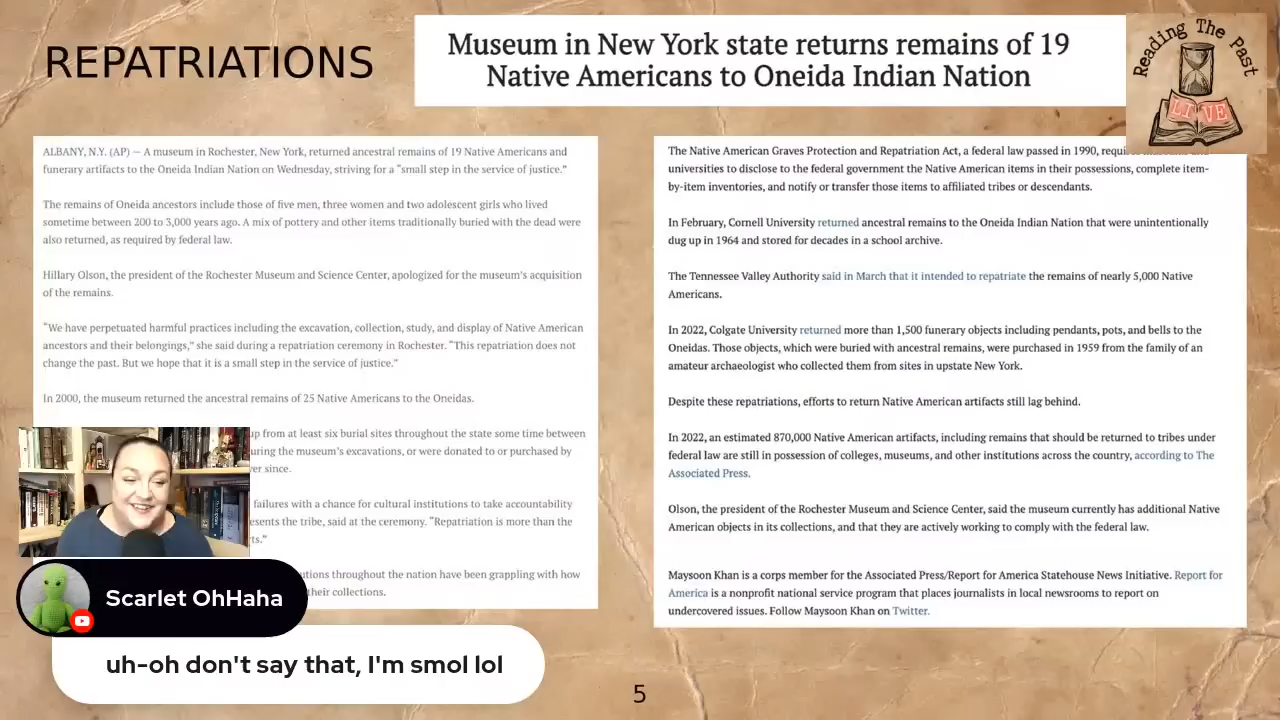 REPATRIATIONS
Museum in New York state returns remains of 19
Native Americans to Oneida Indian Nation
Reading The Past
LIVE
ALBANY, N.Y. (AP) — A museum in Rochester, New York, returned ancestral remains of 19 Native Americans and
funerary artifacts to the Oneida Indian Nation on Wednesday, striving for a “small step in the service of justice.”
The remains of Oneida ancestors include those of five men, three women and two adolescent girls who lived
sometime between 200 to 3,000 years ago. A mix of pottery and other items traditionally buried with the dead were
also returned, as required by federal law.
Hillary Olson, the president of the Rochester Museum and Science Center, apologized for the museum’s acquisition
of the remains.
“We have perpetuated harmful practices including the excavation, collection, study, and display of Native American
ancestors and their belongings,” she said during a repatriation ceremony in Rochester. “This repatriation does not
change the past. But we hope that it is a small step in the service of justice.”
In 2000, the museum returned the ancestral remains of 25 Native Americans to the Oneidas.
up from at least six burial sites throughout the state some time between
uring the museum’s excavations, or were donated to or purchased by
er since.
failures with a chance for cultural institutions to take accountability
esents the tribe, said at the ceremony. “Repatriation is more than the
ts.”
utions throughout the nation have been grappling with how
their collections.
The Native American Graves Protection and Repatriation Act, a federal law passed in 1990, requi
universities to disclose to the federal government the Native American items in their possessions, complete item-
by-item inventories, and notify or transfer those items to affiliated tribes or descendants.
In February, Cornell University returned ancestral remains to the Oneida Indian Nation that were unintentionally
dug up in 1964 and stored for decades in a school archive.
The Tennessee Valley Authority said in March that it intended to repatriate the remains of nearly 5,000 Native
Americans.
In 2022, Colgate University returned more than 1,500 funerary objects including pendants, pots, and bells to the
Oneidas. Those objects, which were buried with ancestral remains, were purchased in 1959 from the family of an
amateur archaeologist who collected them from sites in upstate New York.
Despite these repatriations, efforts to return Native American artifacts still lag behind.
In 2022, an estimated 870,000 Native American artifacts, including remains that should be returned to tribes under
federal law are still in possession of colleges, museums, and other institutions across the country, according to The
Associated Press.
Olson, the president of the Rochester Museum and Science Center, said the museum currently has additional Native
American objects in its collections, and that they are actively working to comply with the federal law.
Maysoon Khan is a corps member for the Associated Press/Report for America Statehouse News Initiative. Report for
America is a nonprofit national service program that places journalists in local newsrooms to report on
undercovered issues. Follow Maysoon Khan on Twitter.
Scarlet OhHaha
uh-oh don't say that, I'm smol lol
5